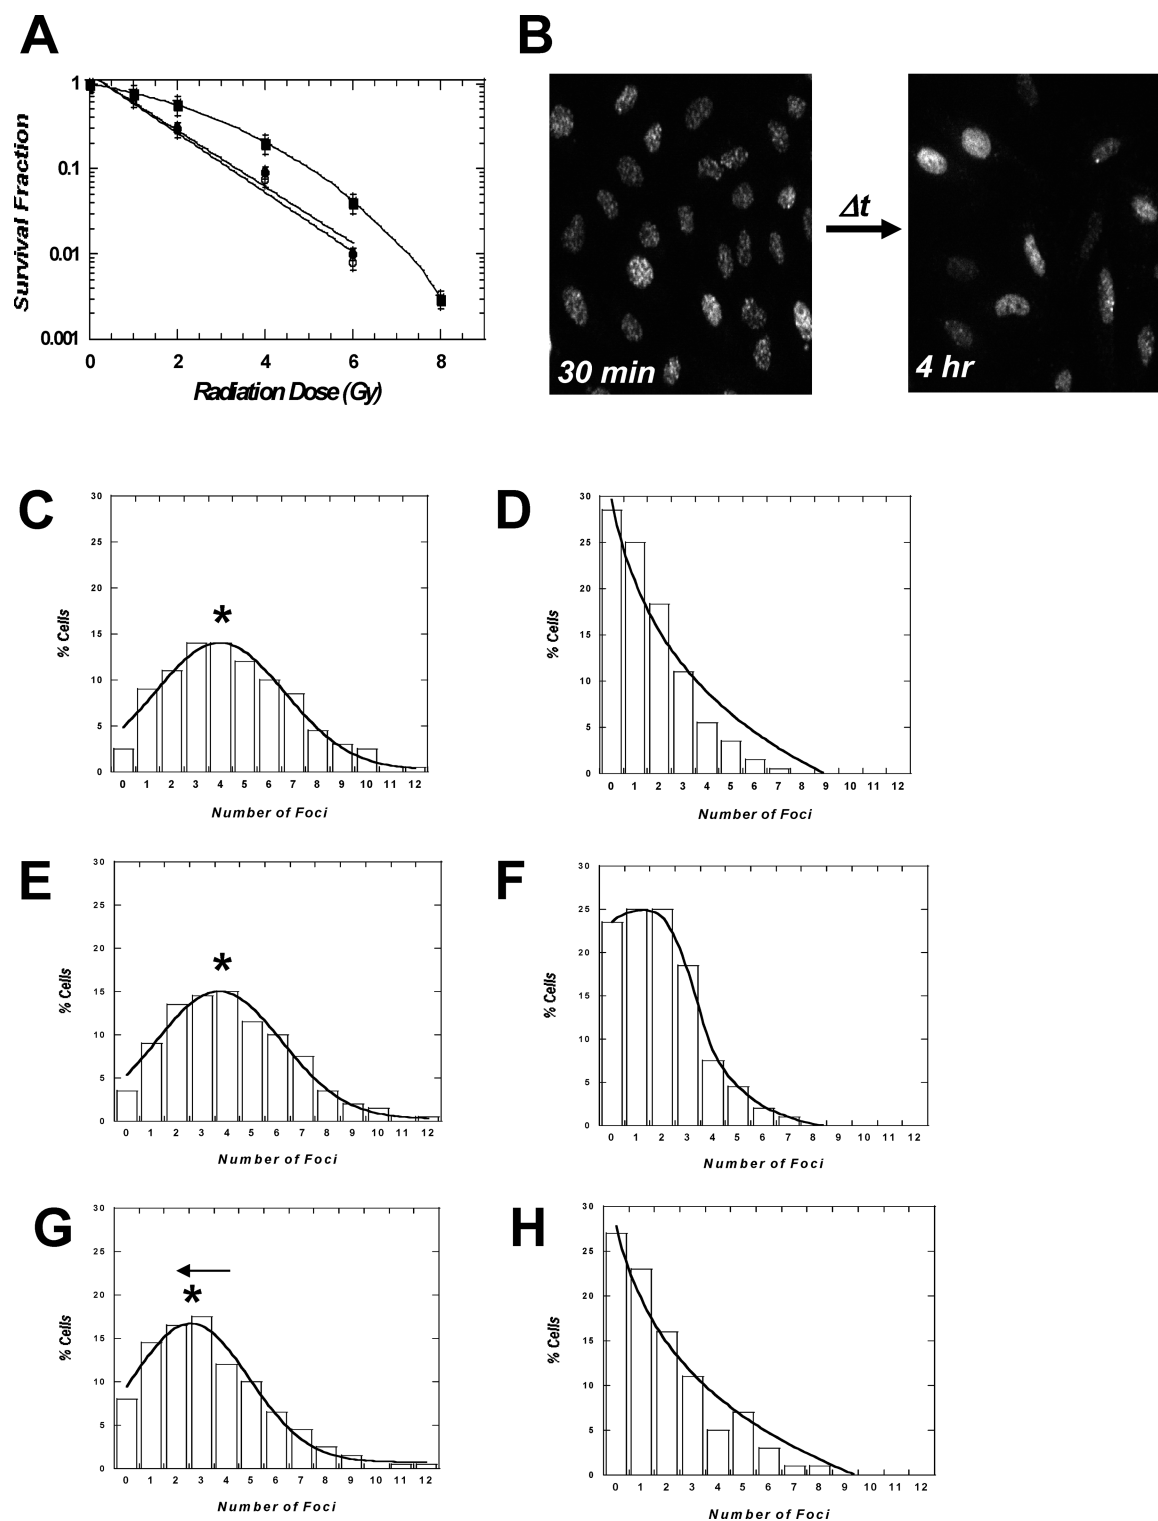 A
B
1
0.1
0.01
0.001
Survival Fraction
0 2 4 6 8
Radiation Dose (Gy)
30 min
Δt
4 hr
C
30
25
20
15
10
5
0
% Cells
*
0 1 2 3 4 5 6 7 8 9 10 11 12
Number of Foci
D
30
25
20
15
10
5
0
% Cells
0 1 2 3 4 5 6 7 8 9 10 11 12
Number of Foci
E
30
25
20
15
10
5
0
% Cells
*
0 1 2 3 4 5 6 7 8 9 10 11 12
Number of Foci
F
30
25
20
15
10
5
0
% Cells
0 1 2 3 4 5 6 7 8 9 10 11 12
Number of Foci
G
30
25
20
15
10
5
0
% Cells
*
0 1 2 3 4 5 6 7 8 9 10 11 12
Number of Foci
H
30
25
20
15
10
5
0
% Cells
0 1 2 3 4 5 6 7 8 9 10 11 12
Number of Foci